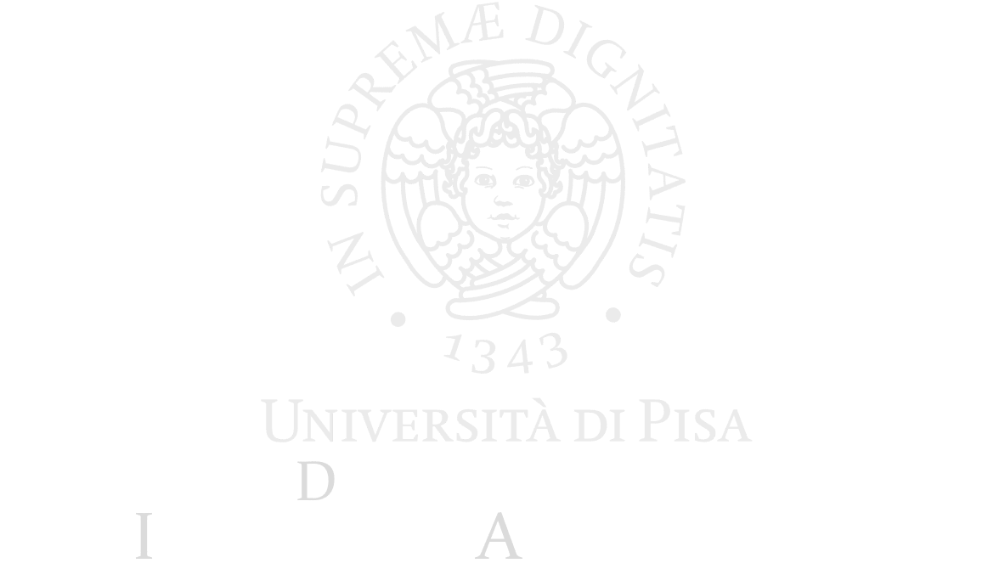 IN SUPREMÆ DIGNITATIS
1343
UNIVERSITÀ DI PISA
D
I A